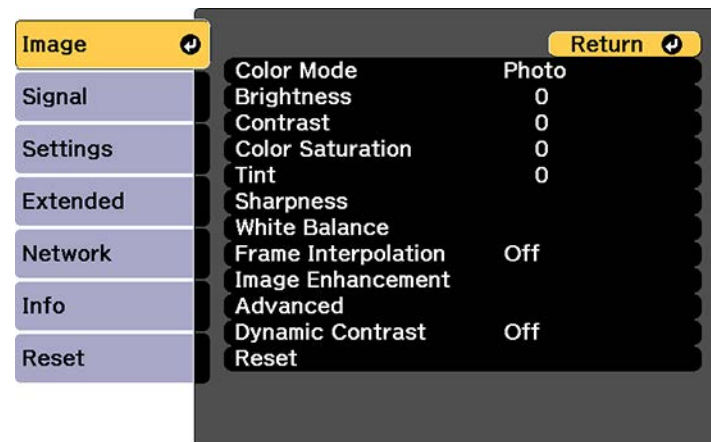 Image
Signal
Settings
Extended
Network
Info
Reset
Return
Color Mode Photo
Brightness 0
Contrast 0
Color Saturation 0
Tint 0
Sharpness
White Balance
Frame Interpolation Off
Image Enhancement
Advanced
Dynamic Contrast Off
Reset